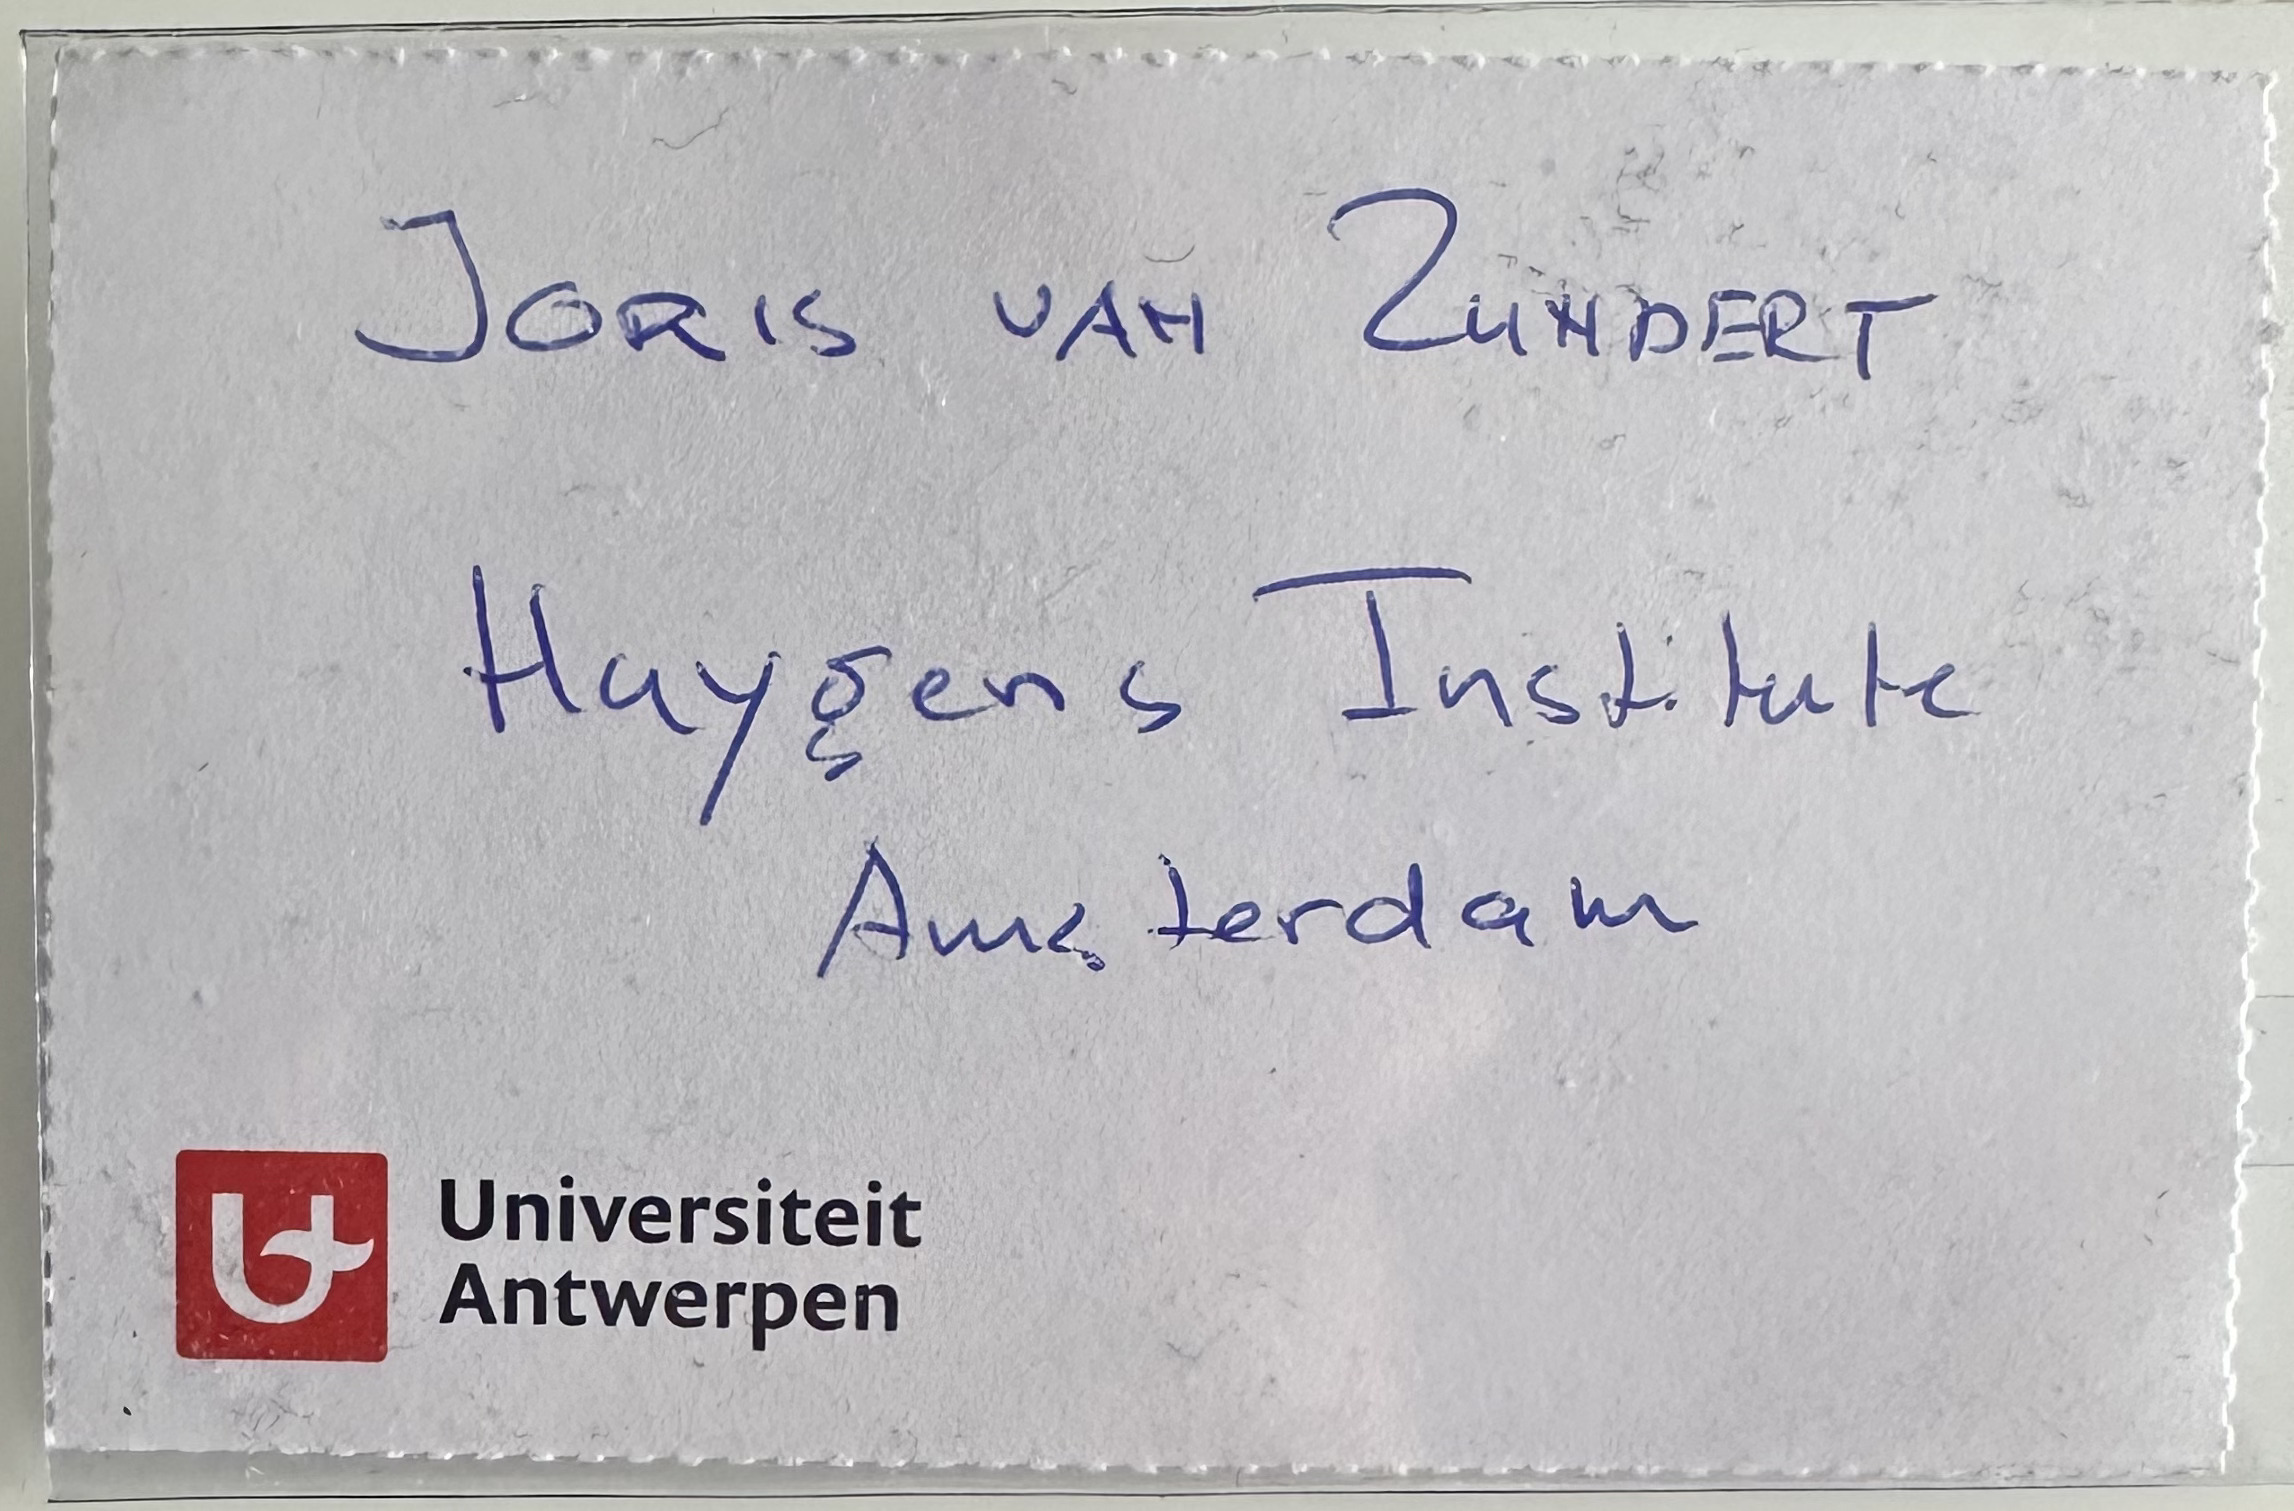 Joris van Zundert
Huygens Institute
Amsterdam
Universiteit
Antwerpen